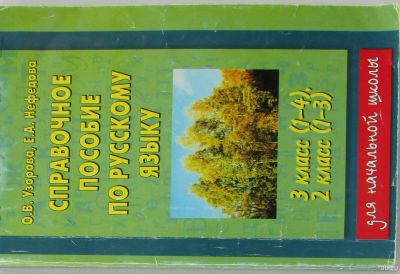 О.В. Узорова, Е.А. Нефедова
СПРАВОЧНОЕ
ПОСОБИЕ
ПО РУССКОМУ
ЯЗЫКУ
3 класс (1–4),
2 класс (1–3)
для начальной школы